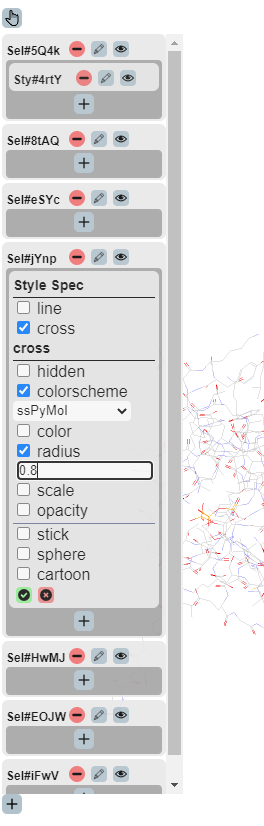 Sel#5Q4k
Sty#4rtY
Sel#8tAQ
Sel#eSYc
Sel#jYnp
Style Spec
line
cross
cross
hidden
colorscheme
ssPyMol
color
radius
0.8
scale
opacity
stick
sphere
cartoon
Sel#HwMJ
Sel#EOJW
Sel#iFwV